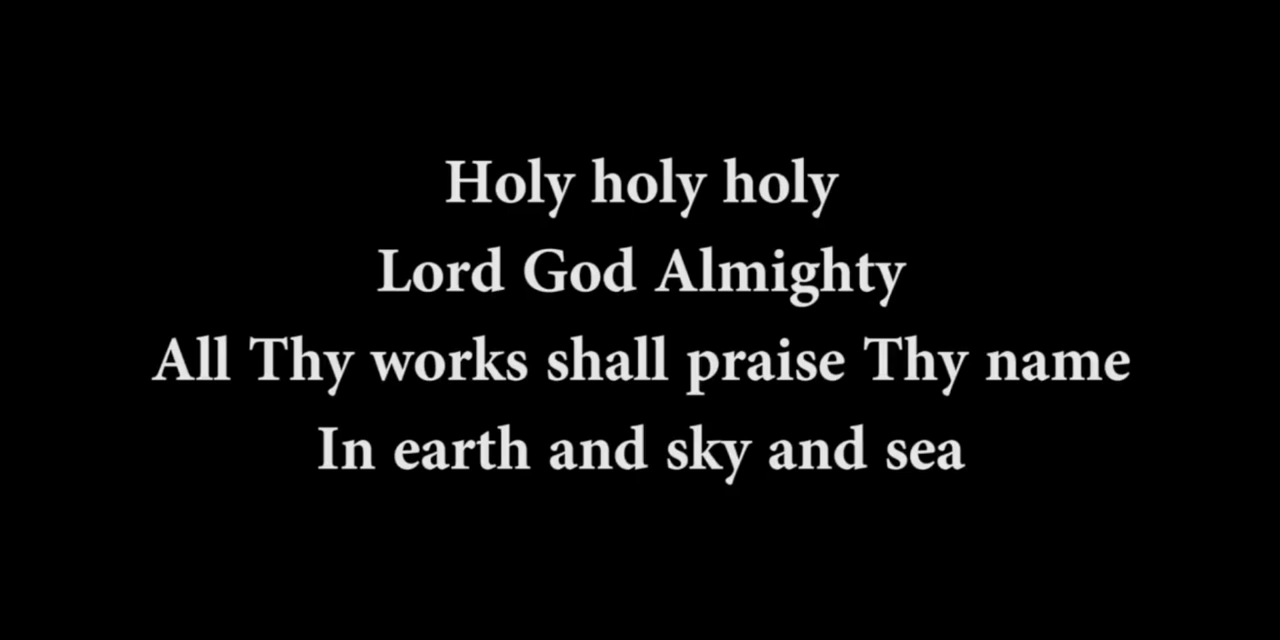 Holy holy holy
Lord God Almighty
All Thy works shall praise Thy name
In earth and sky and sea